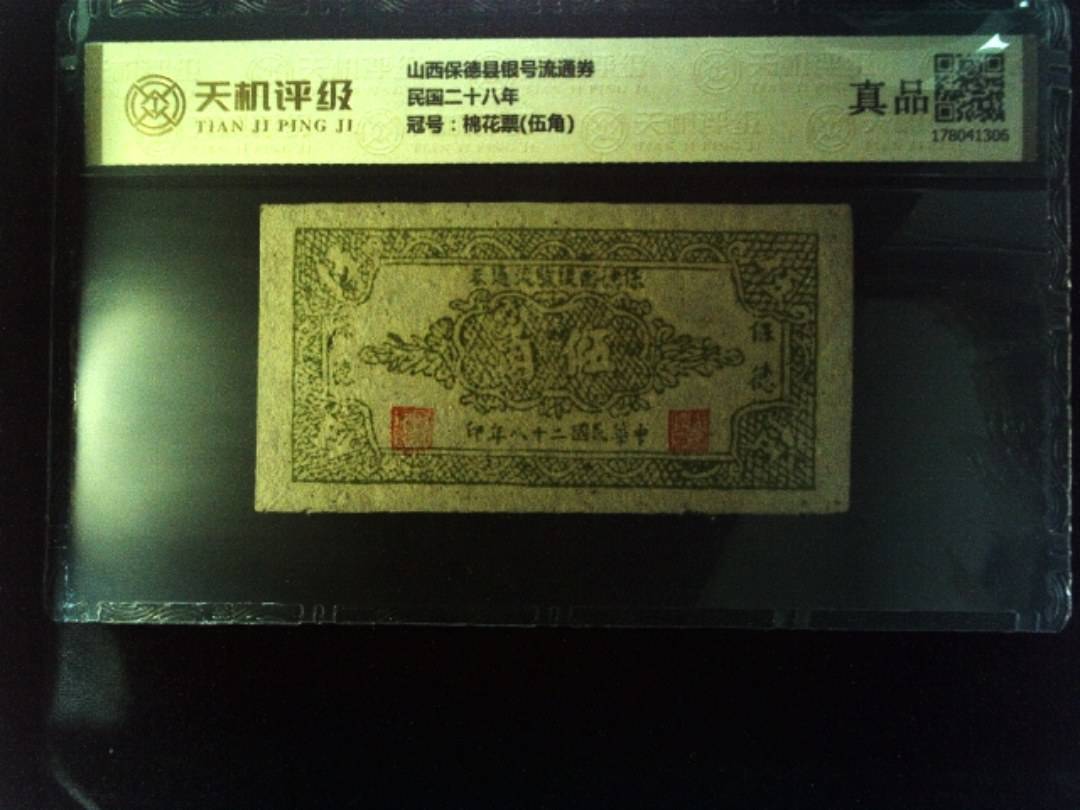 天机评级
TIAN JI PING JI
山西保德县银号流通券
民国二十八年
冠号：棉花票(伍角)
真品
178041306
伍角
保德
中華民國二十八年印